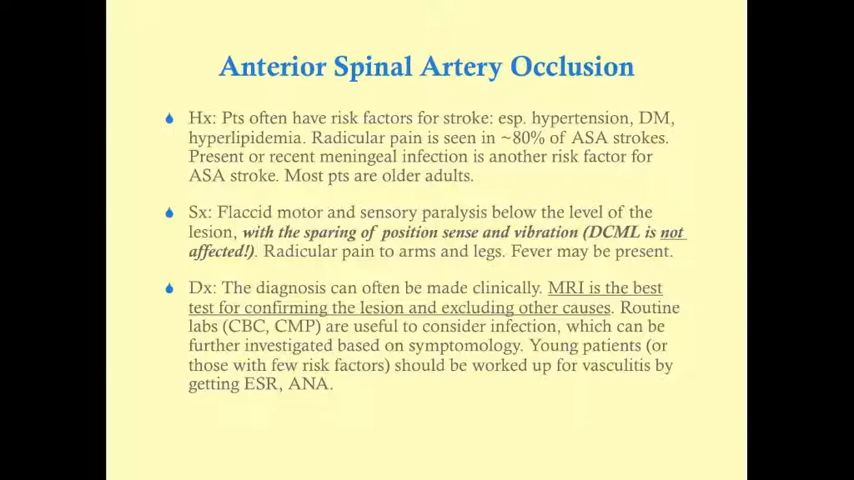 Anterior Spinal Artery Occlusion
Hx: Pts often have risk factors for stroke: esp. hypertension, DM,
hyperlipidemia. Radicular pain is seen in ~80% of ASA strokes.
Present or recent meningeal infection is another risk factor for
ASA stroke. Most pts are older adults.
Sx: Flaccid motor and sensory paralysis below the level of the
lesion, with the sparing of position sense and vibration (DCML is not
affected!). Radicular pain to arms and legs. Fever may be present.
Dx: The diagnosis can often be made clinically. MRI is the best
test for confirming the lesion and excluding other causes. Routine
labs (CBC, CMP) are useful to consider infection, which can be
further investigated based on symptomology. Young patients (or
those with few risk factors) should be worked up for vasculitis by
getting ESR, ANA.